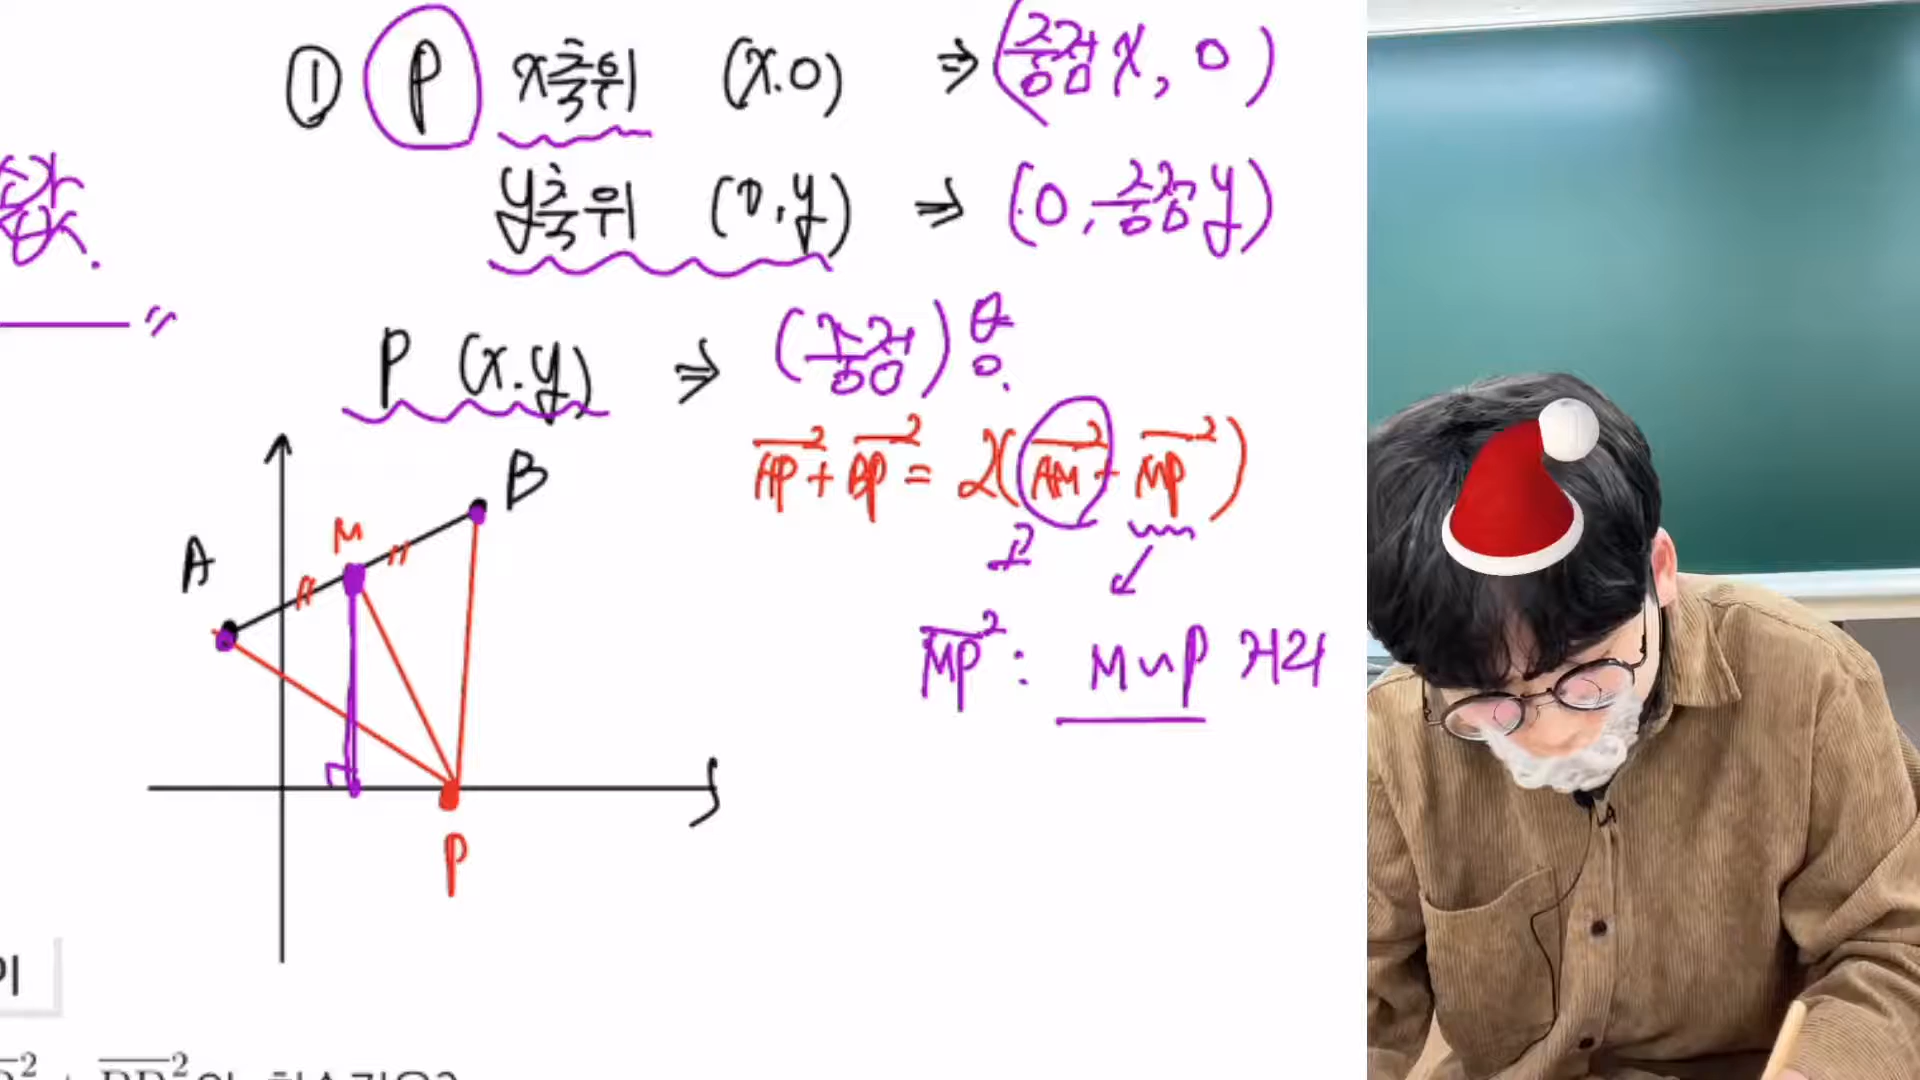 ① P x축위 (x.0) ⇒ (중점x, 0)
y축위 (0,y) ⇒ (0,중점y)
P (x.y) ⇒ (중점)
AP²+BP²= 2(AM²+MP²)
MP²: M~P 거리
A
M
B
P